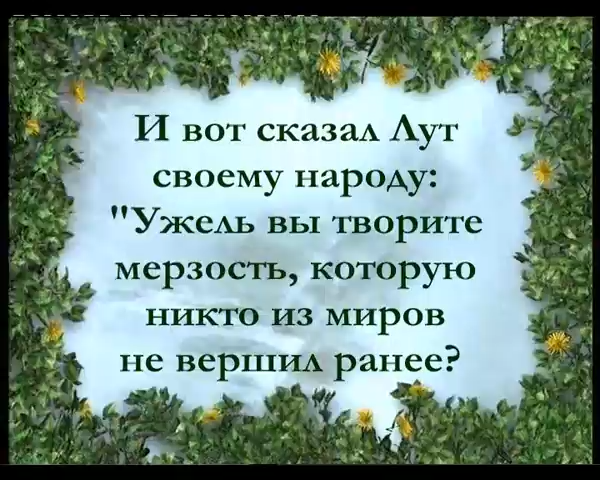 И вот сказал Лут
своему народу:
"Ужель вы творите
мерзость, которую
никто из миров
не вершил ранее?